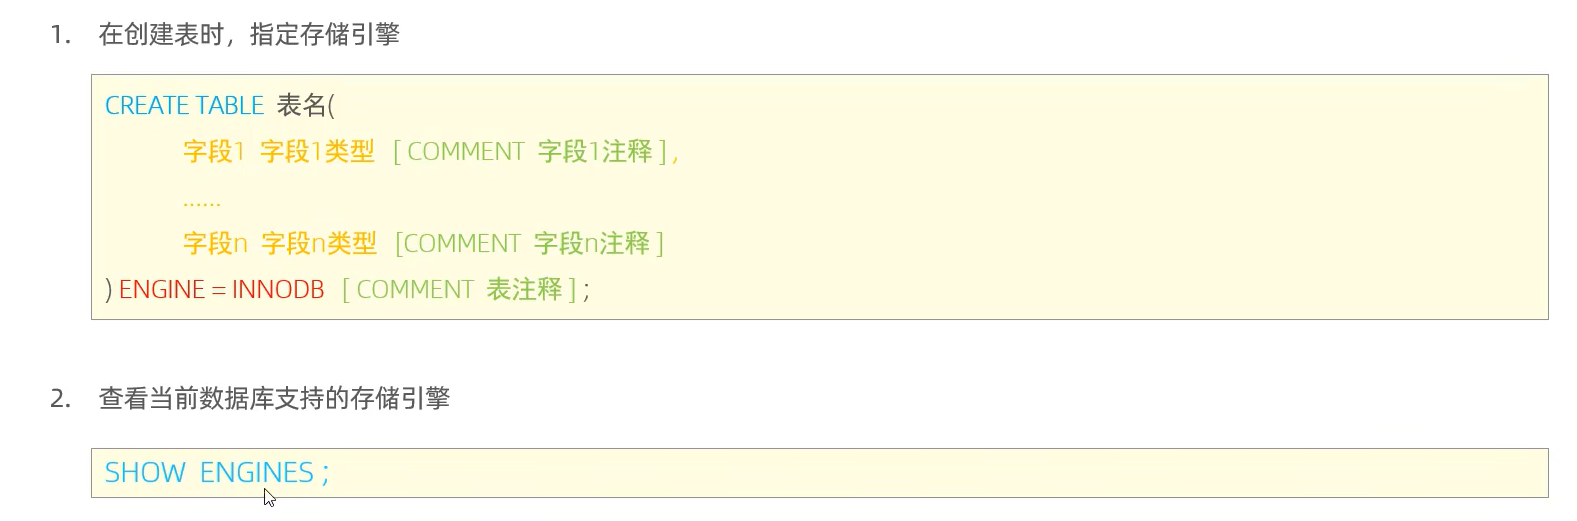 1. 在创建表时，指定存储引擎
CREATE TABLE 表名(
字段1 字段1类型 [ COMMENT 字段1注释 ] ,
......
字段n 字段n类型 [COMMENT 字段n注释 ]
) ENGINE = INNODB [ COMMENT 表注释 ] ;
2. 查看当前数据库支持的存储引擎
SHOW ENGINES ;